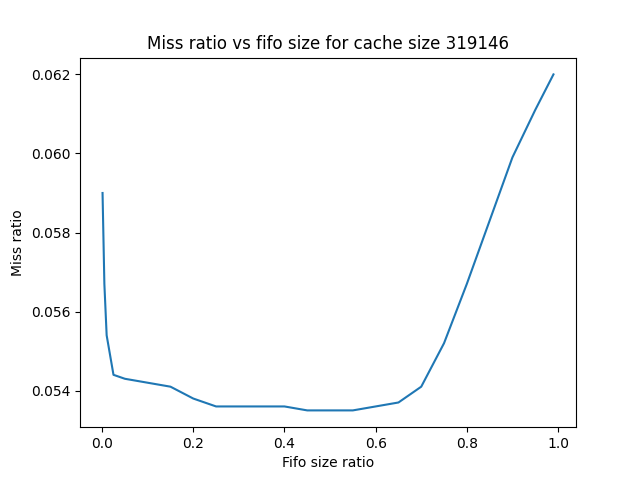 Miss ratio vs fifo size for cache size 319146
0.062
0.060
0.058
0.056
0.054
Miss ratio
0.0 0.2 0.4 0.6 0.8 1.0
Fifo size ratio